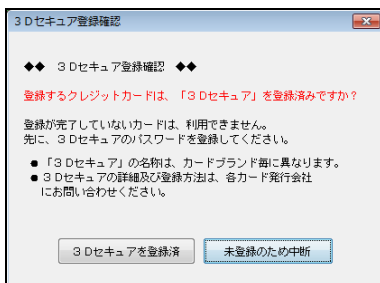 ３Ｄセキュア登録確認
◆◆　３Ｄセキュア登録確認　◆◆
登録するクレジットカードは、「３Ｄセキュア」を登録済みですか？
登録が完了していないカードは、利用できません。
先に、３Ｄセキュアのパスワードを登録してください。
● 「３Ｄセキュア」の名称は、カードブランド毎に異なります。
● ３Ｄセキュアの詳細及び登録方法は、各カード発行会社
にお問い合わせください。
３Ｄセキュアを登録済　未登録のため中断